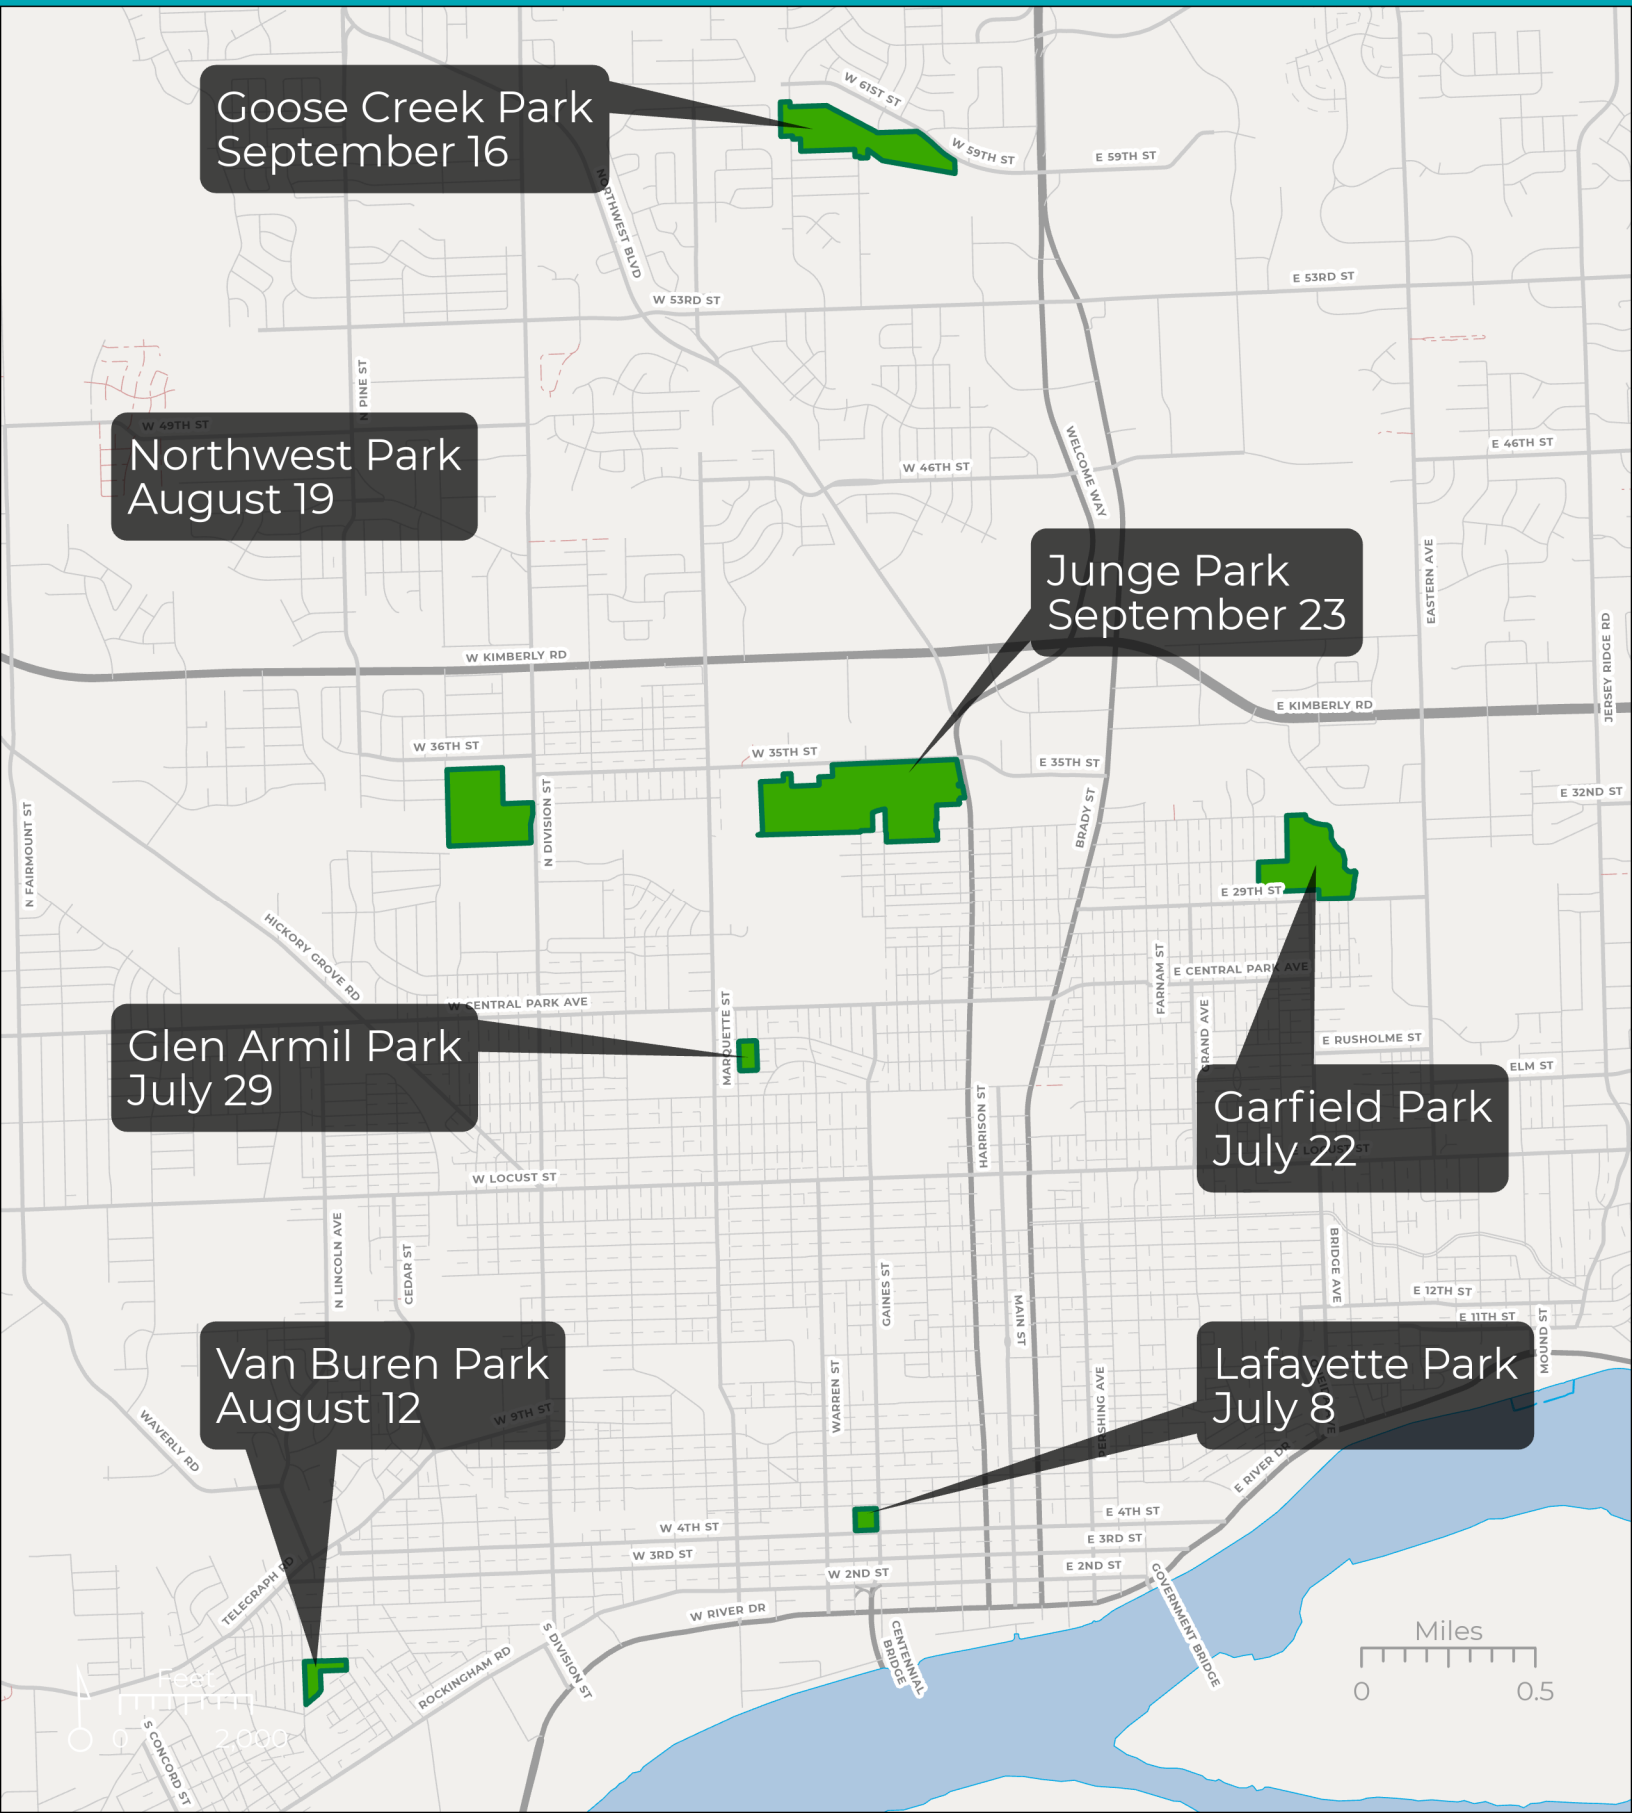 W 61ST ST
Goose Creek Park
September 16
W 59TH ST
E 59TH ST
NORTHWEST BLVD
E 53RD ST
W 53RD ST
N PINE ST
W 49TH ST
Northwest Park
August 19
E 46TH ST
W 46TH ST
WELCOME WAY
EASTERN AVE
Junge Park
September 23
JERSEY RIDGE RD
W KIMBERLY RD
E KIMBERLY RD
W 36TH ST
W 35TH ST
E 35TH ST
N DIVISION ST
BRADY ST
E 32ND ST
N FAIRMOUNT ST
E 29TH ST
HICKORY GROVE RD
FARNAM ST
E CENTRAL PARK AVE
W CENTRAL PARK AVE
MARQUETTE ST
GRAND AVE
Glen Armil Park
July 29
E RUSHOLME ST
ELM ST
HARRISON ST
Garfield Park
July 22
E LOCUST ST
W LOCUST ST
N LINCOLN AVE
CEDAR ST
GAINES ST
MAIN ST
BRIDGE AVE
E 12TH ST
E 11TH ST
MOUND ST
Van Buren Park
August 12
WARREN ST
PERSHING AVE
Lafayette Park
July 8
W 9TH ST
WAVERLY RD
E RIVER DR
E 4TH ST
W 4TH ST
E 3RD ST
W 3RD ST
E 2ND ST
W 2ND ST
TELEGRAPH RD
W RIVER DR
GOVERNMENT BRIDGE
CENTENNIAL
BRIDGE
S DIVISION ST
ROCKINGHAM RD
Miles
0 0.5
Feet
0 2,000
S CONCORD ST